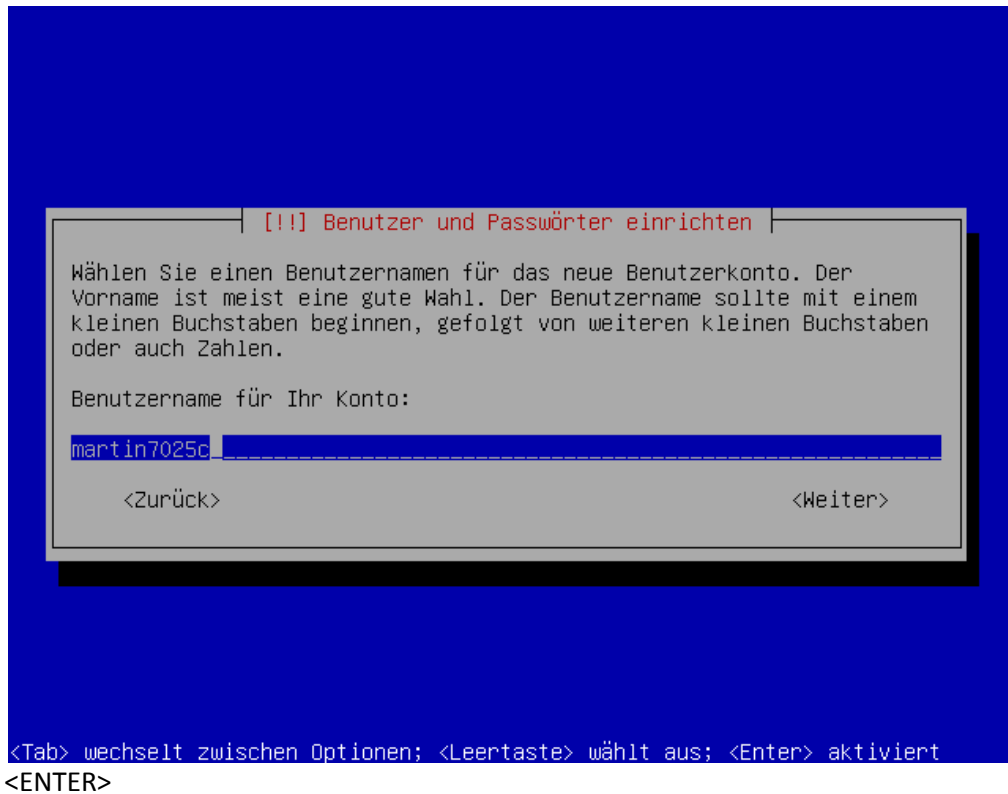 [!!] Benutzer und Passwörter einrichten
Wählen Sie einen Benutzernamen für das neue Benutzerkonto. Der
Vorname ist meist eine gute Wahl. Der Benutzername sollte mit einem
kleinen Buchstaben beginnen, gefolgt von weiteren kleinen Buchstaben
oder auch Zahlen.
Benutzername für Ihr Konto:
martin7025c
<Zurück> <Weiter>
<Tab> wechselt zwischen Optionen; <Leertaste> wählt aus; <Enter> aktiviert
<ENTER>